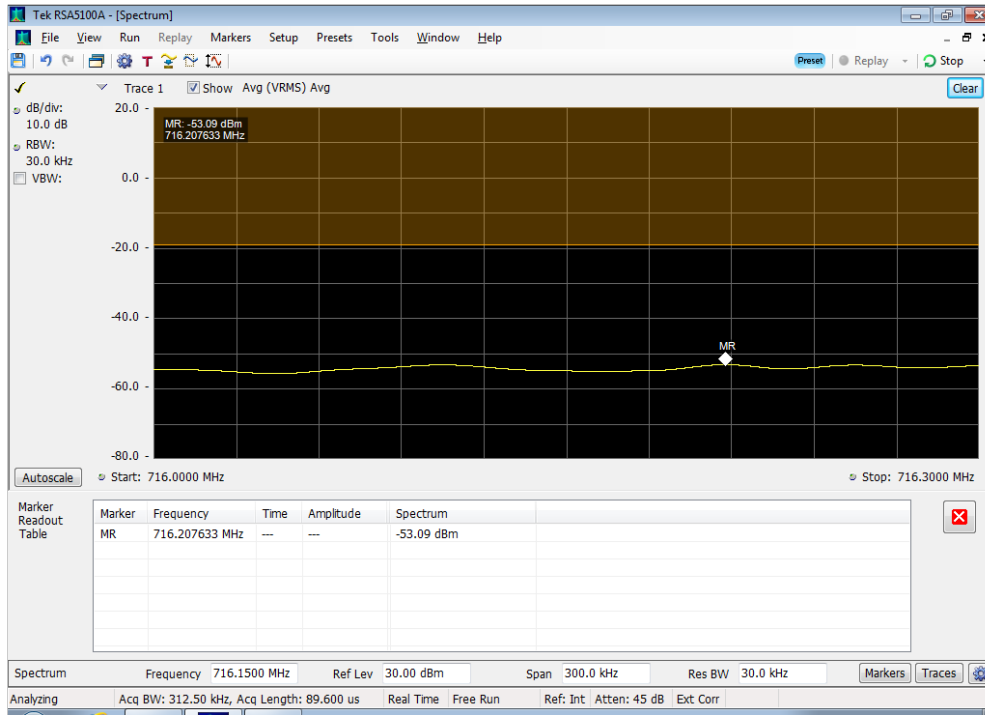 Tek RSA5100A - [Spectrum]
File View Run Replay Markers Setup Presets Tools Window Help
T Preset Replay Stop
Trace 1 Show Avg (VRMS) Avg Clear
dB/div:
10.0 dB
RBW:
30.0 kHz
VBW:
20.0
MR: -53.09 dBm
716.207633 MHz
0.0
-20.0
-40.0
MR
-60.0
-80.0
Autoscale Start: 716.0000 MHz Stop: 716.3000 MHz
Marker
Readout
Table
Marker Frequency Time Amplitude Spectrum
MR 716.207633 MHz --- --- -53.09 dBm
Spectrum Frequency 716.1500 MHz Ref Lev 30.00 dBm Span 300.0 kHz Res BW 30.0 kHz Markers Traces
Analyzing Acq BW: 312.50 kHz, Acq Length: 89.600 us Real Time Free Run Ref: Int Atten: 45 dB Ext Corr